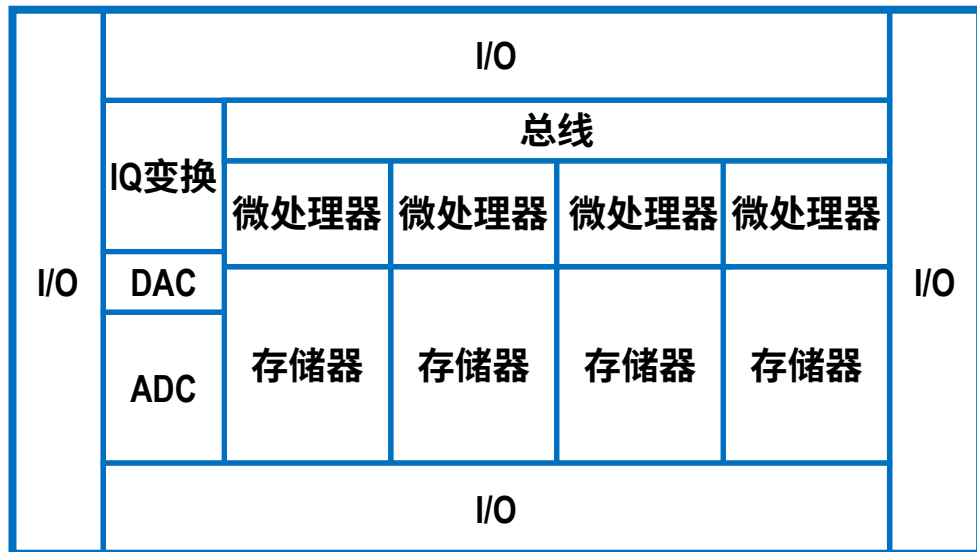 I/O
总线
IQ变换
微处理器 微处理器 微处理器 微处理器
I/O
DAC
I/O
存储器 存储器 存储器 存储器
ADC
I/O